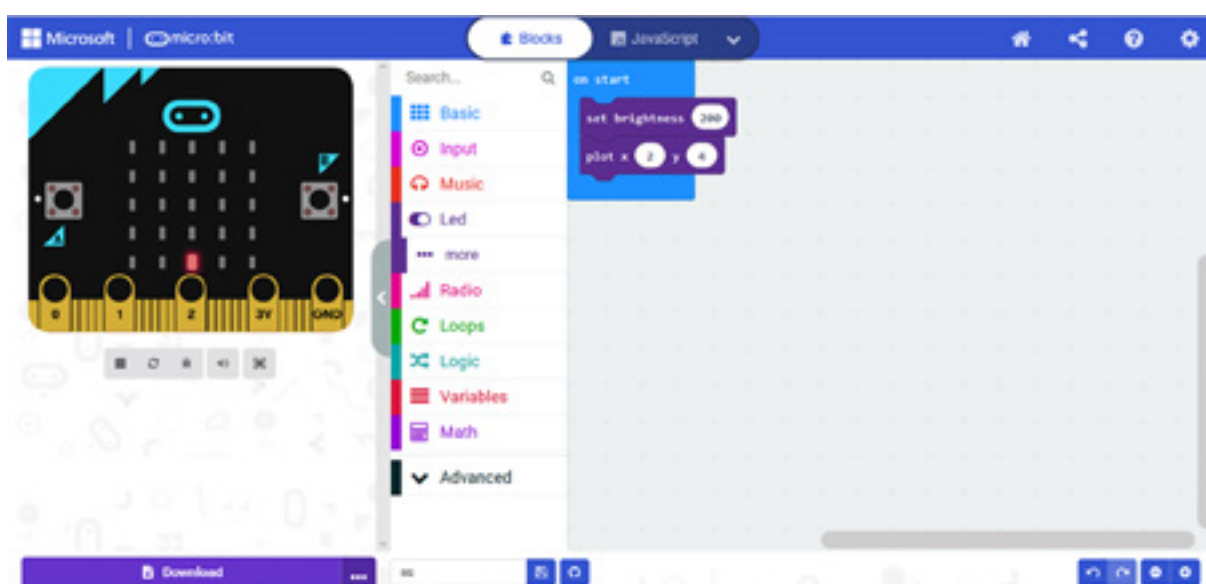 Microsoft | micro:bit
Blocks
JavaScript
Search...
Basic
Input
Music
Led
more
Radio
Loops
Logic
Variables
Math
Advanced
on start
set brightness 200
plot x 2 y 4
B
A
0 1 2 3V GND
Download